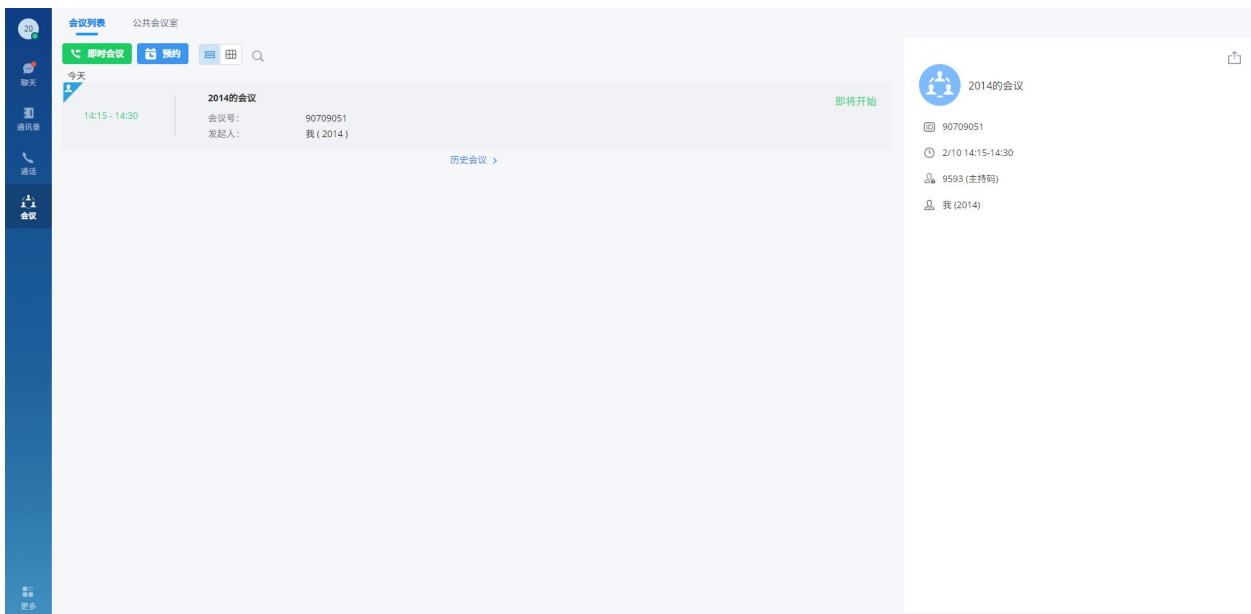 20
聊天
通讯录
通话
会议
更多
会议列表 公共会议室
即时会议 预约
今天
14:15 - 14:30
2014的会议
会议号: 90709051
发起人: 我 ( 2014 )
即将开始
历史会议 >
2014的会议
ID 90709051
2/10 14:15-14:30
9593 (主持码)
我 (2014)